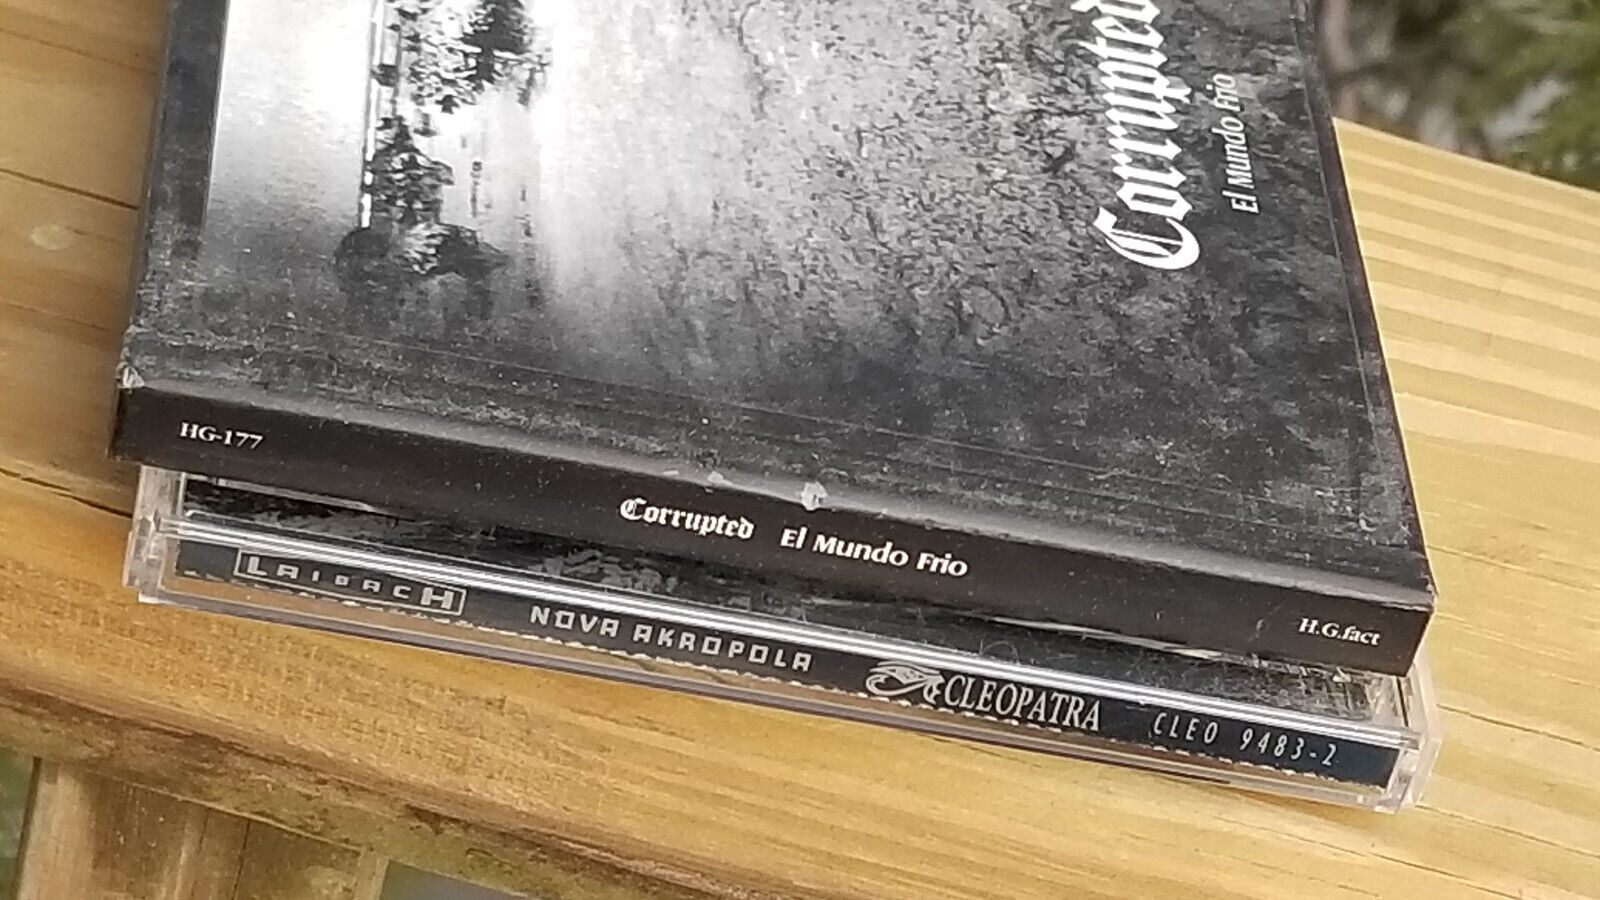 Corrupted
El Mundo Frio
HG-177 Corrupted El Mundo Frio H.G.fact
LAIBACH NOVA AKROPOLA CLEOPATRA CLEO 9483-2